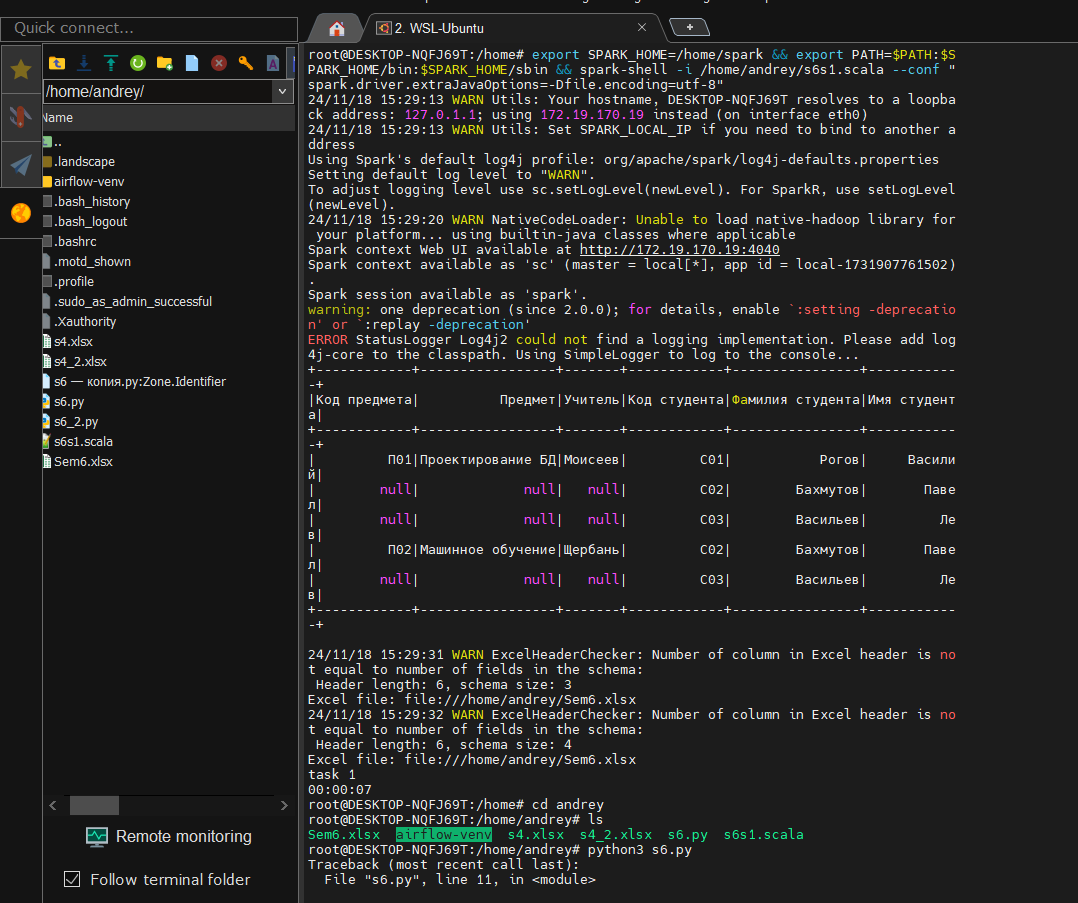 Quick connect...
2. WSL-Ubuntu
/home/andrey/
Name
..
.landscape
airflow-venv
.bash_history
.bash_logout
.bashrc
.motd_shown
.profile
.sudo_as_admin_successful
.Xauthority
s4.xlsx
s4_2.xlsx
s6 — копия.py:Zone.Identifier
s6.py
s6_2.py
s6s1.scala
Sem6.xlsx
Remote monitoring
Follow terminal folder
root@DESKTOP-NQFJ69T:/home# export SPARK_HOME=/home/spark && export PATH=$PATH:$S
PARK_HOME/bin:$SPARK_HOME/sbin && spark-shell -i /home/andrey/s6s1.scala --conf "
spark.driver.extraJavaOptions=-Dfile.encoding=utf-8"
24/11/18 15:29:13 WARN Utils: Your hostname, DESKTOP-NQFJ69T resolves to a loopba
ck address: 127.0.1.1; using 172.19.170.19 instead (on interface eth0)
24/11/18 15:29:13 WARN Utils: Set SPARK_LOCAL_IP if you need to bind to another a
ddress
Using Spark's default log4j profile: org/apache/spark/log4j-defaults.properties
Setting default log level to "WARN".
To adjust logging level use sc.setLogLevel(newLevel). For SparkR, use setLogLevel
(newLevel).
24/11/18 15:29:20 WARN NativeCodeLoader: Unable to load native-hadoop library for
 your platform... using builtin-java classes where applicable
Spark context Web UI available at http://172.19.170.19:4040
Spark context available as 'sc' (master = local[*], app id = local-1731907761502)
.
Spark session available as 'spark'.
warning: one deprecation (since 2.0.0); for details, enable `:setting -deprecatio
n' or `:replay -deprecation'
ERROR StatusLogger Log4j2 could not find a logging implementation. Please add log
4j-core to the classpath. Using SimpleLogger to log to the console...
+------------+-----------------+-------+------------+----------------+-----------
-+
|Код предмета|          Предмет|Учитель|Код студента|Фамилия студента|Имя студент
а|
+------------+-----------------+-------+------------+----------------+-----------
-+
|         П01|Проектирование БД|Моисеев|         С01|           Рогов|     Васили
й|
|        null|             null|   null|         С02|        Бахмутов|       Паве
л|
|        null|             null|   null|         С03|        Васильев|         Ле
в|
|         П02|Машинное обучение|Щербань|         С02|        Бахмутов|       Паве
л|
|        null|             null|   null|         С03|        Васильев|         Ле
в|
+------------+-----------------+-------+------------+----------------+-----------
-+
24/11/18 15:29:31 WARN ExcelHeaderChecker: Number of column in Excel header is no
t equal to number of fields in the schema:
 Header length: 6, schema size: 3
Excel file: file:///home/andrey/Sem6.xlsx
24/11/18 15:29:32 WARN ExcelHeaderChecker: Number of column in Excel header is no
t equal to number of fields in the schema:
 Header length: 6, schema size: 4
Excel file: file:///home/andrey/Sem6.xlsx
task 1
00:00:07
root@DESKTOP-NQFJ69T:/home# cd andrey
root@DESKTOP-NQFJ69T:/home/andrey# ls
Sem6.xlsx  airflow-venv  s4.xlsx  s4_2.xlsx  s6.py  s6s1.scala
root@DESKTOP-NQFJ69T:/home/andrey# python3 s6.py
Traceback (most recent call last):
  File "s6.py", line 11, in <module>